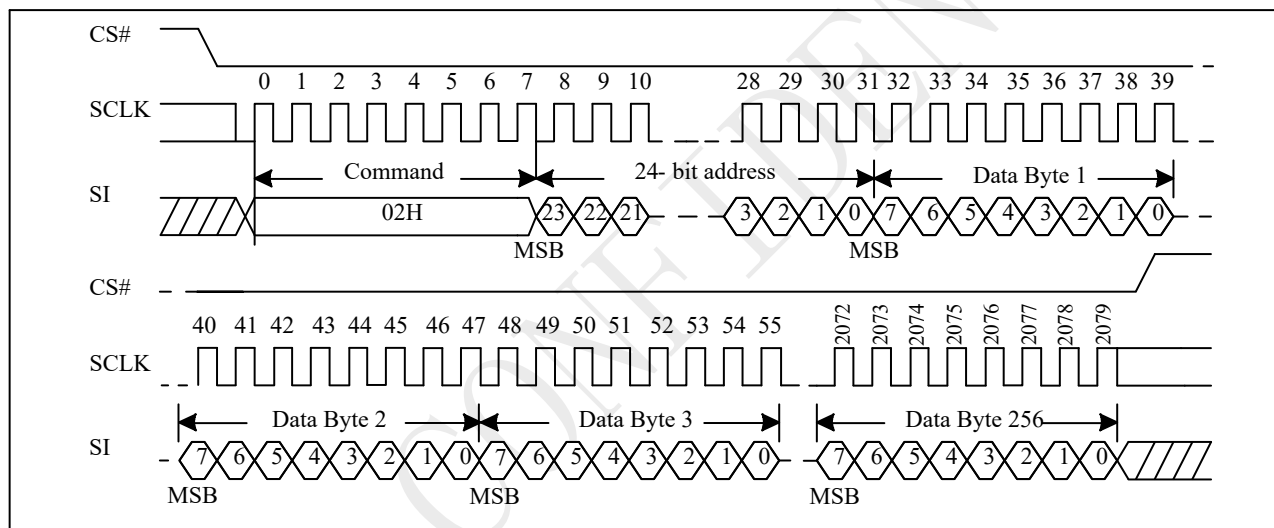 CS#
0 1 2 3 4 5 6 7 8 9 10 28 29 30 31 32 33 34 35 36 37 38 39
SCLK
Command 24- bit address Data Byte 1
SI
02H 23 22 21 3 2 1 0 7 6 5 4 3 2 1 0
MSB MSB
CS#
40 41 42 43 44 45 46 47 48 49 50 51 52 53 54 55 2072 2073 2074 2075 2076 2077 2078 2079
SCLK
Data Byte 2 Data Byte 3 Data Byte 256
SI
7 6 5 4 3 2 1 0 7 6 5 4 3 2 1 0 7 6 5 4 3 2 1 0
MSB MSB MSB
CONF IDEN